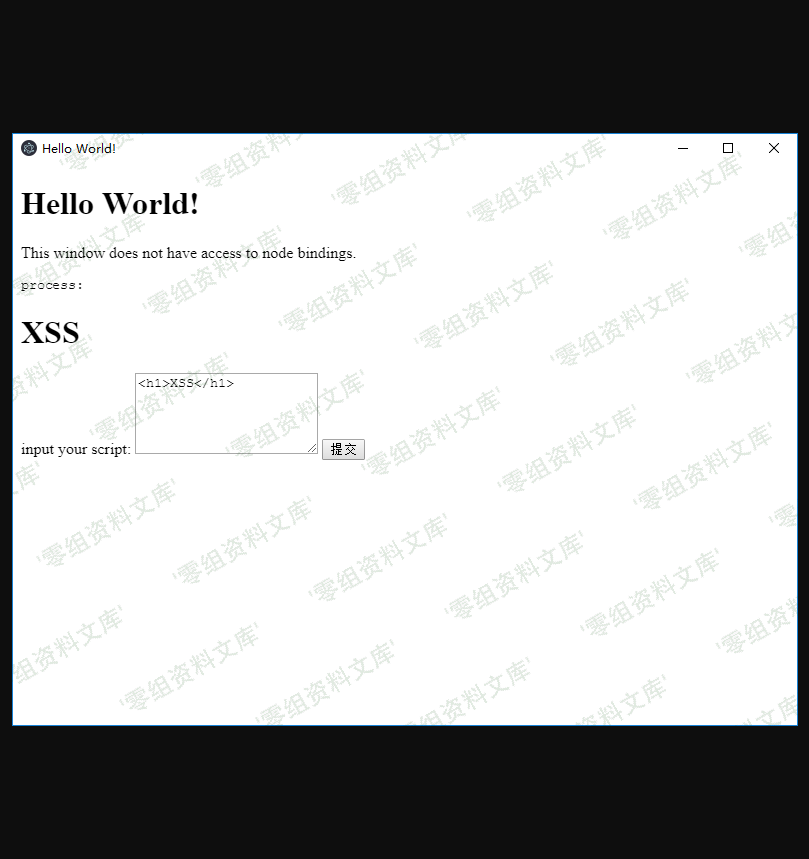 Hello World!
Hello World!
This window does not have access to node bindings.
process:
XSS
<h1>XSS</h1>
input your script:
提交
'零组资料文库'